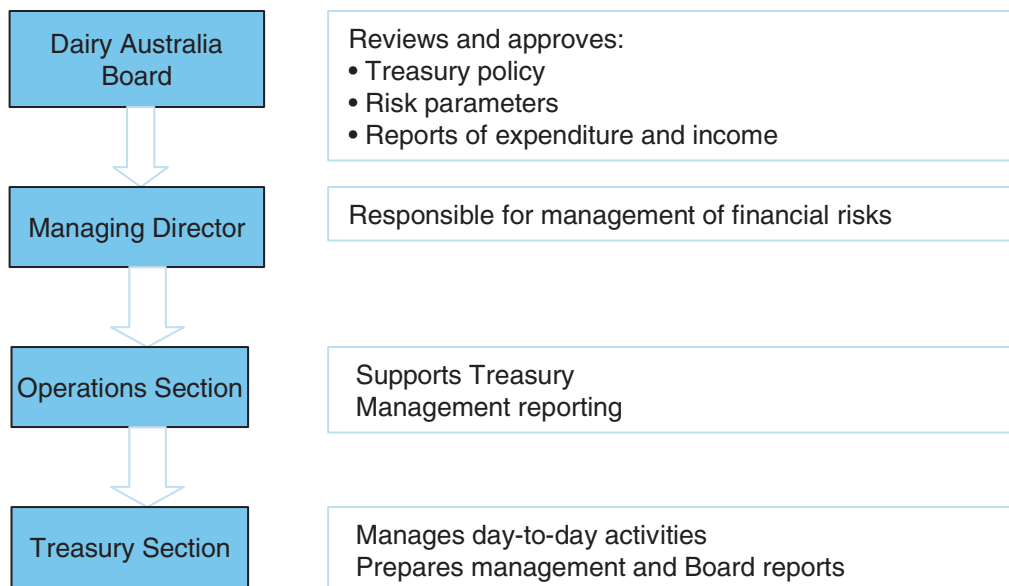 Dairy Australia
Board
Reviews and approves:
• Treasury policy
• Risk parameters
• Reports of expenditure and income
Managing Director
Responsible for management of financial risks
Operations Section
Supports Treasury
Management reporting
Treasury Section
Manages day-to-day activities
Prepares management and Board reports